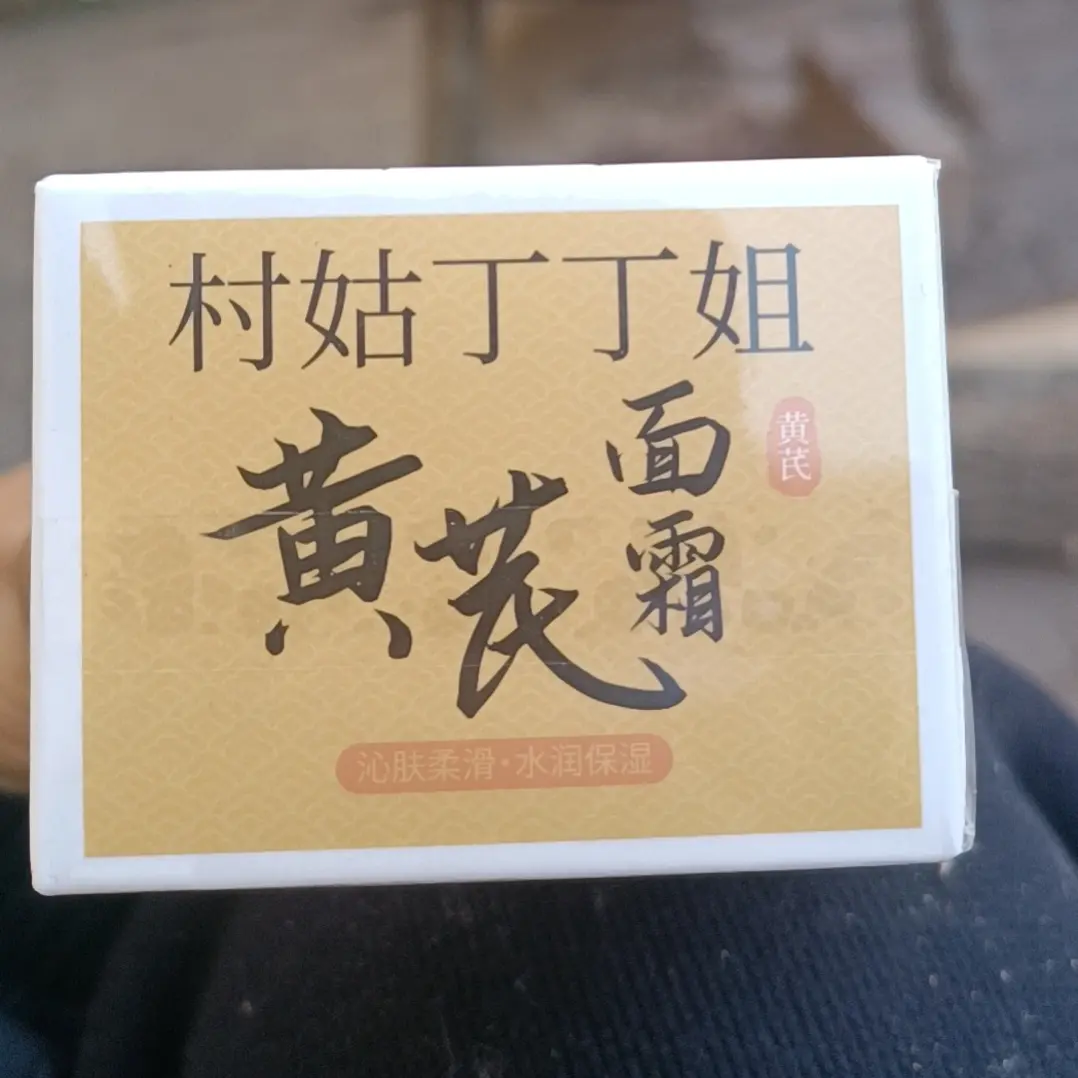 村姑丁丁姐
黄芪面霜
黄芪
沁肤柔滑·水润保湿